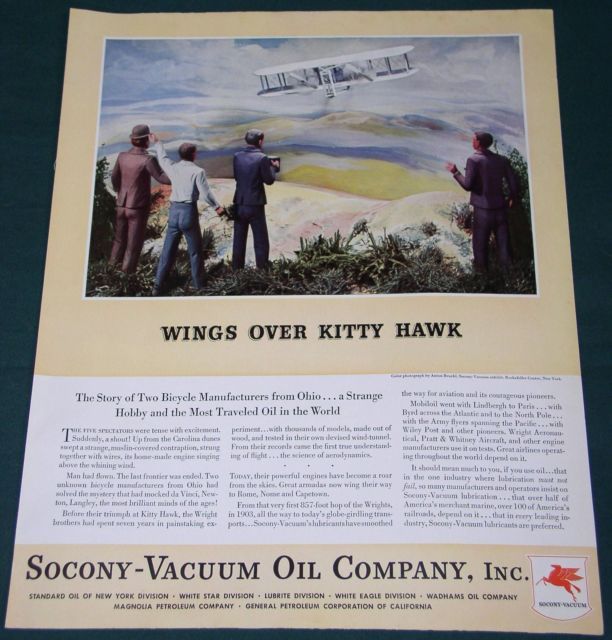 WINGS OVER KITTY HAWK
Color photograph by Anton Bruehl; Socony-Vacuum exhibit, Rockefeller Center, New York
The Story of Two Bicycle Manufacturers from Ohio...a Strange
Hobby and the Most Traveled Oil in the World
THE FIVE SPECTATORS were tense with excitement.
Suddenly, a shout! Up from the Carolina dunes
swept a strange, muslin-covered contraption, strung
together with wires, its home-made engine singing
above the whining wind.
Man had flown. The last frontier was ended. Two
unknown bicycle manufacturers from Ohio had
solved the mystery that had mocked da Vinci, New-
ton, Langley, the most brilliant minds of the ages!
Before their triumph at Kitty Hawk, the Wright
brothers had spent seven years in painstaking ex-
periment...with thousands of models, made out of
wood, and tested in their own devised wind-tunnel.
From their records came the first true understand-
ing of flight...the science of aerodynamics.
. . .
TODAY, their powerful engines have become a roar
from the skies. Great armadas now wing their way
to Rome, Nome and Capetown.
From that very first 857-foot hop of the Wrights,
in 1903, all the way to today's globe-girdling trans-
ports...Socony-Vacuum's lubricants have smoothed
the way for aviation and its courageous pioneers.
Mobiloil went with Lindbergh to Paris...with
Byrd across the Atlantic and to the North Pole...
with the Army flyers spanning the Pacific...with
Wiley Post and other pioneers. Wright Aeronau-
tical, Pratt & Whitney Aircraft, and other engine
manufacturers use it on tests. Great airlines operat-
ing throughout the world depend on it.
It should mean much to you, if you use oil...that
in the one industry where lubrication must not
fail, so many manufacturers and operators insist on
Socony-Vacuum lubrication...that over half of
America's merchant marine, over 100 of America's
railroads, depend on it...that in every leading in-
dustry, Socony-Vacuum lubricants are preferred.
SOCONY-VACUUM OIL COMPANY, INC.
STANDARD OIL OF NEW YORK DIVISION · WHITE STAR DIVISION · LUBRITE DIVISION · WHITE EAGLE DIVISION · WADHAMS OIL COMPANY
MAGNOLIA PETROLEUM COMPANY · GENERAL PETROLEUM CORPORATION OF CALIFORNIA
SOCONY-VACUUM